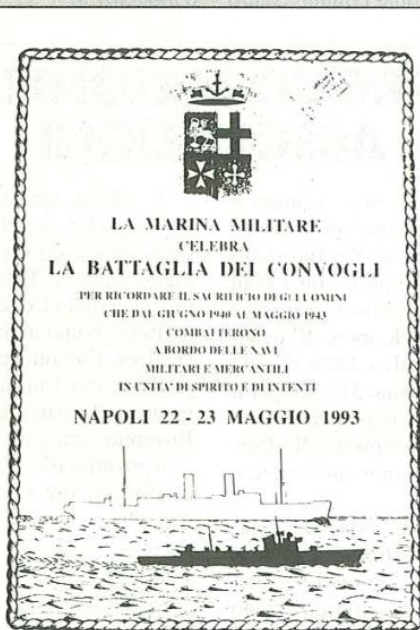 LA MARINA MILITARE
CELEBRA
LA BATTAGLIA DEI CONVOGLI
PER RICORDARE IL SACRIFICIO DEGLI UOMINI
CHE DAL GIUGNO 1940 AL MAGGIO 1943
COMBATTERONO
A BORDO DELLE NAVI
MILITARI E MERCANTILI
IN UNITA' DI SPIRITO E DI INTENTI
NAPOLI 22 - 23 MAGGIO 1993